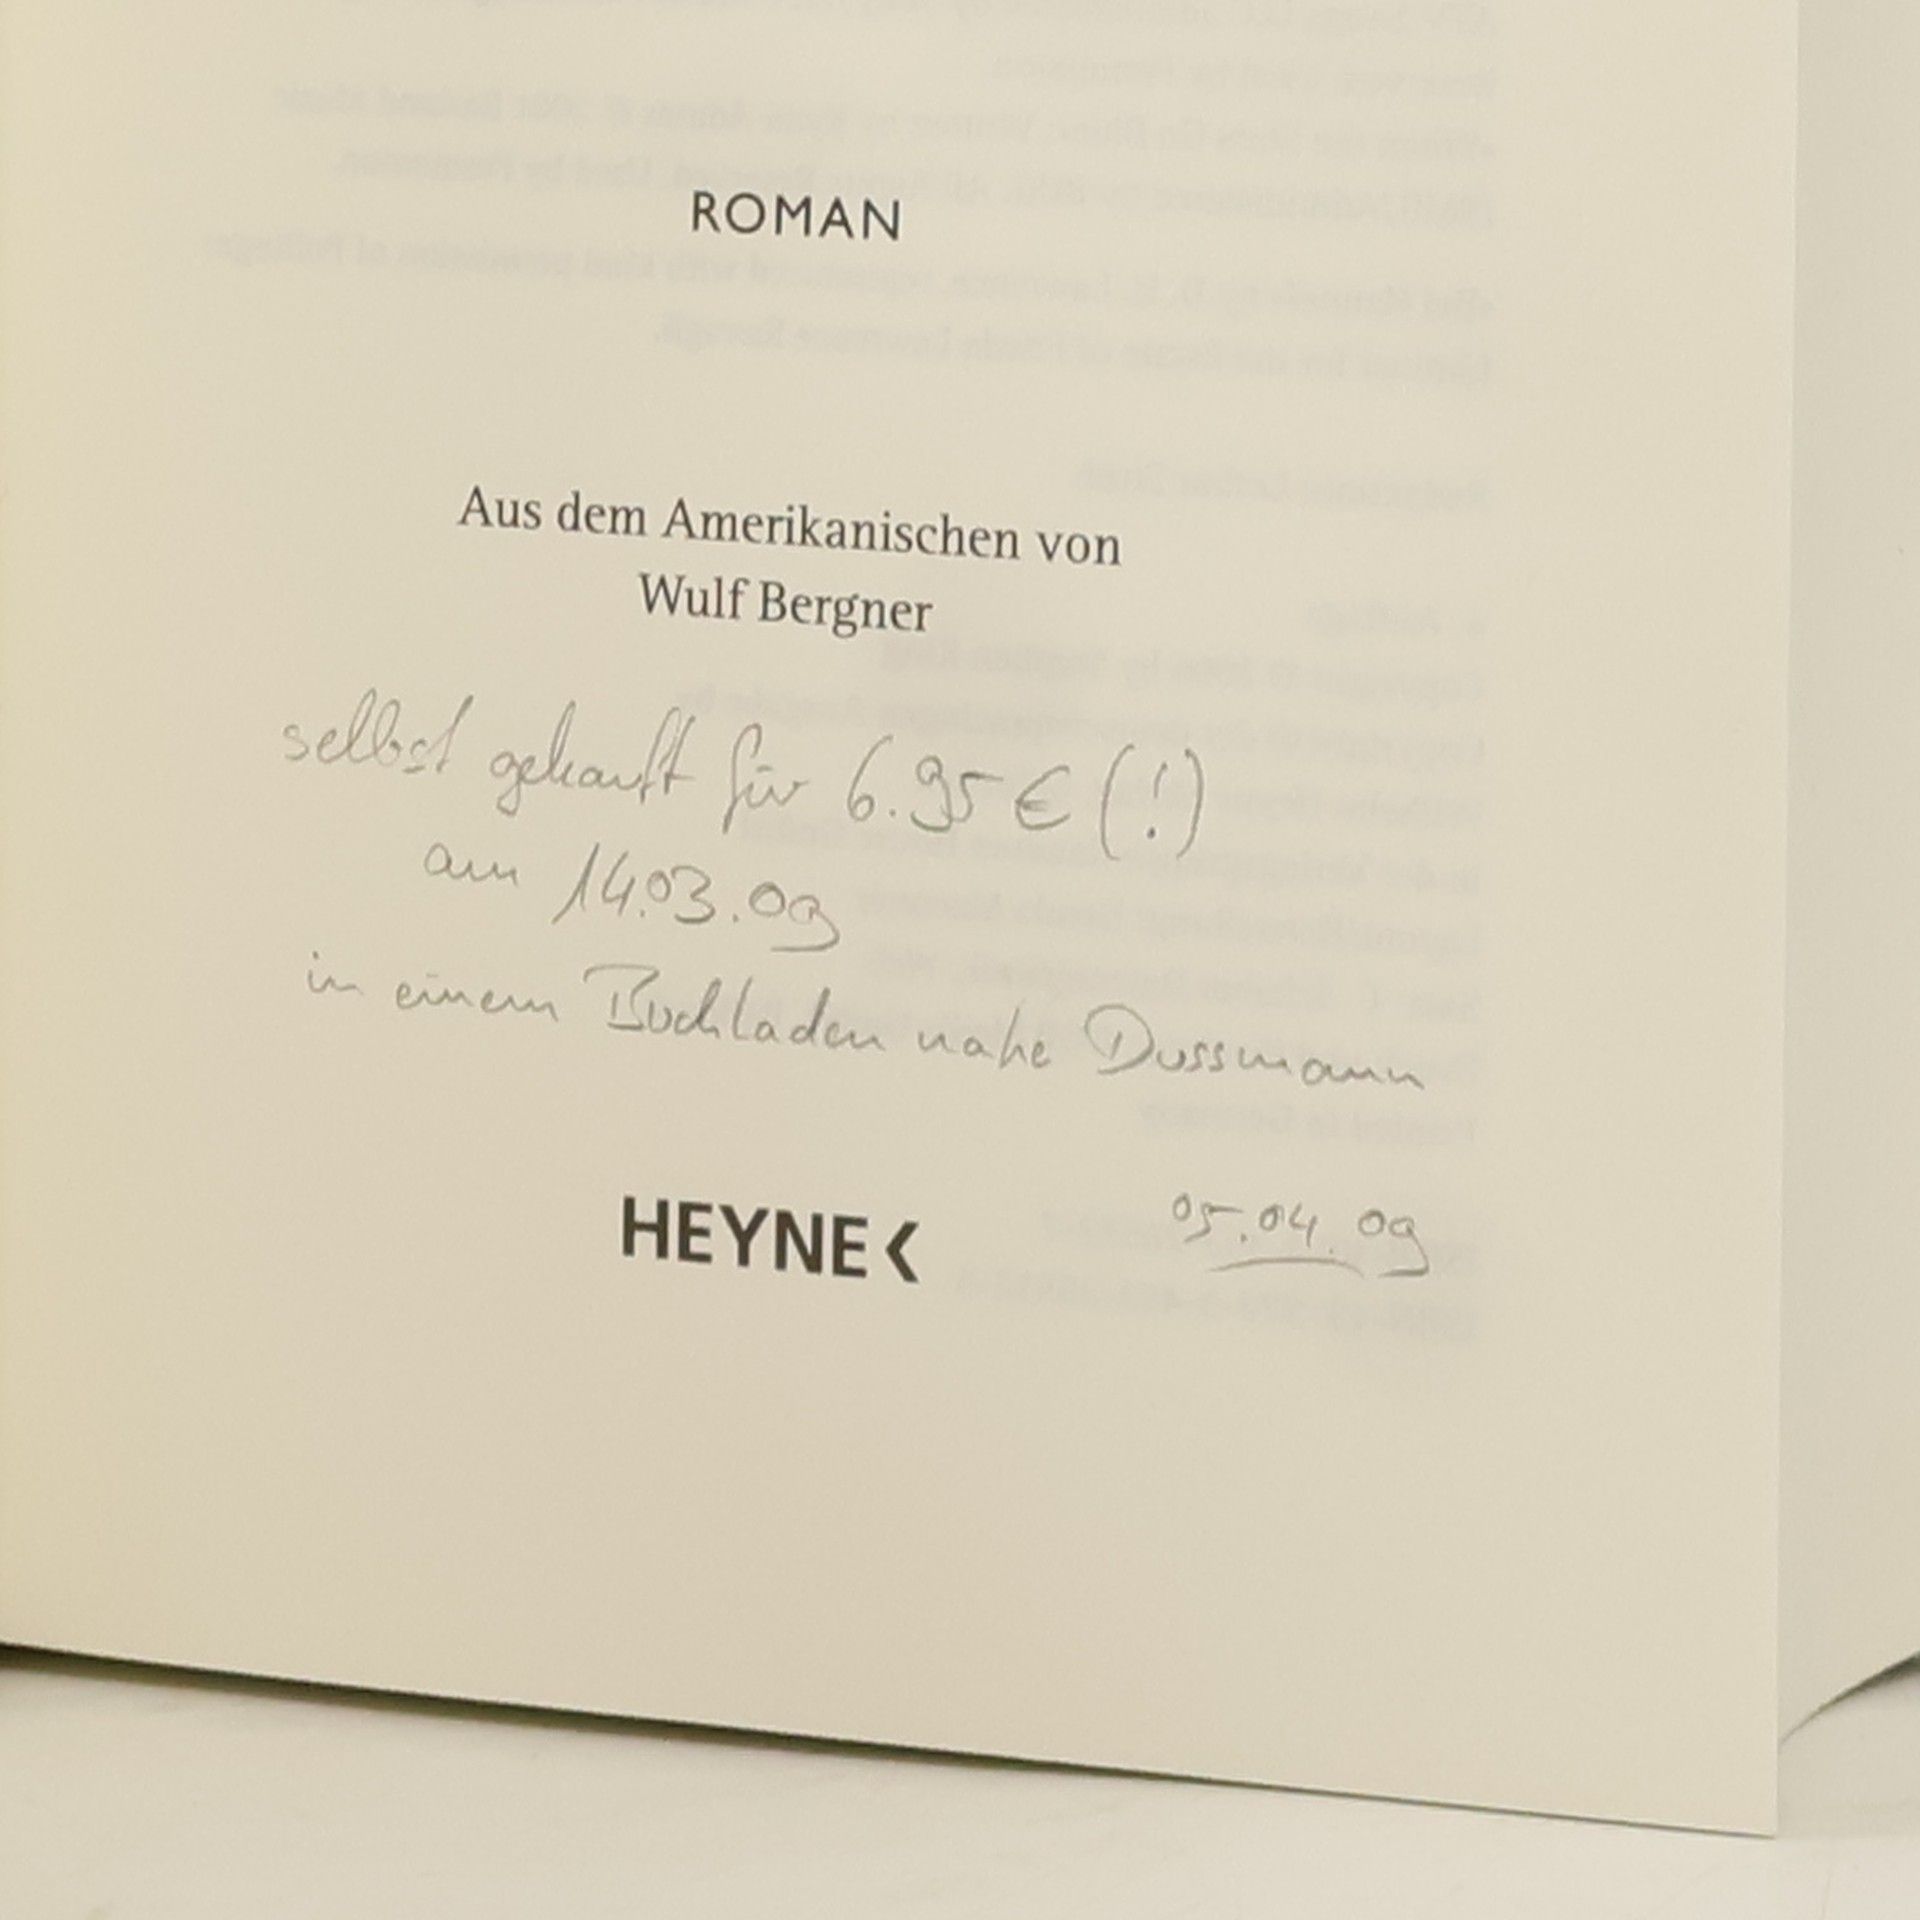 ROMAN
Aus dem Amerikanischen von
Wulf Bergner
selbst gekauft für 6.95 € (!)
am 14.03.09
in einem Buchladen nahe Dussmann
HEYNE<
05.04.09